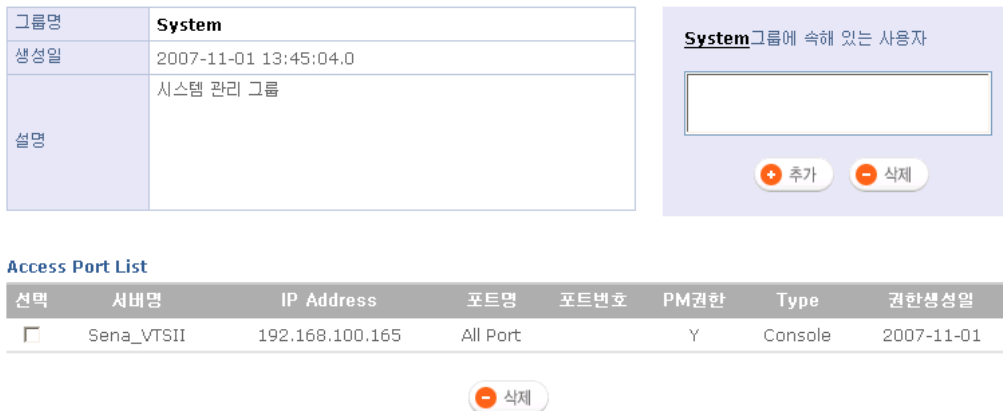 그룹명 System
생성일 2007-11-01 13:45:04.0
설명 시스템 관리 그룹
System그룹에 속해 있는 사용자
추가 삭제
Access Port List
선택 서버명 IP Address 포트명 포트번호 PM권한 Type 권한생성일
Sena_VTSII 192.168.100.165 All Port Y Console 2007-11-01
삭제